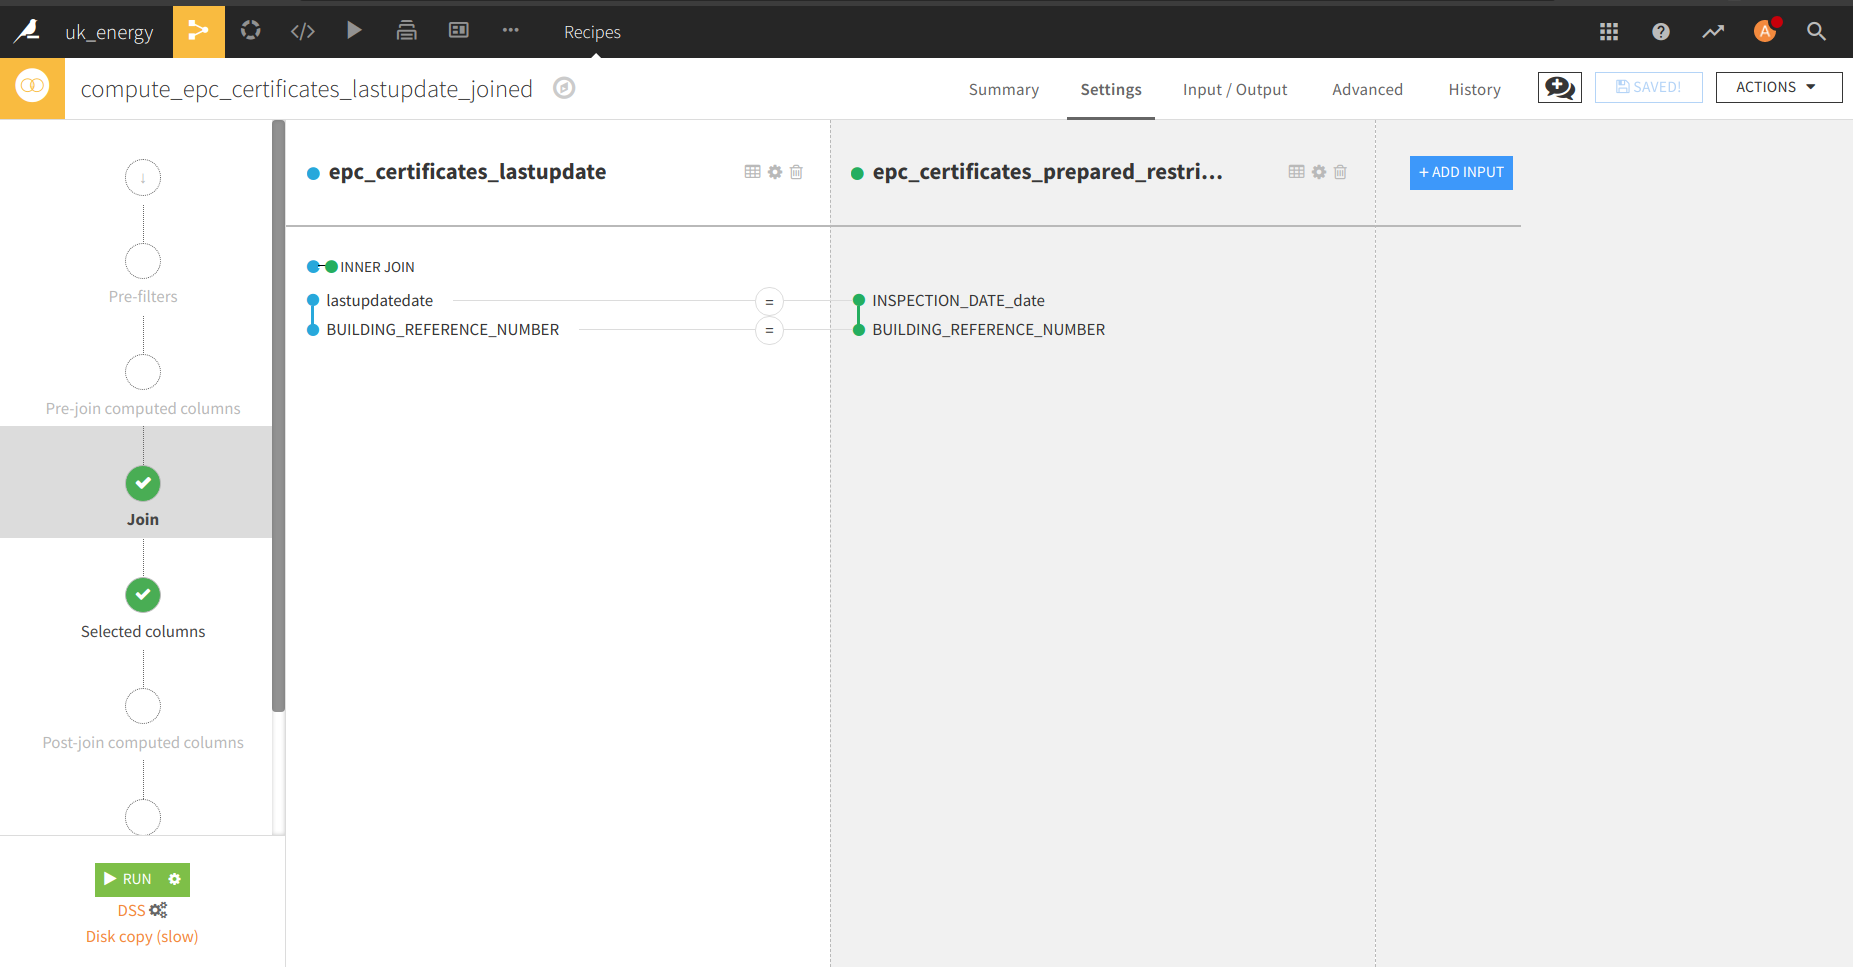 uk_energy
Recipes
A
compute_epc_certificates_lastupdate_joined
Summary
Settings
Input / Output
Advanced
History
SAVED!
ACTIONS
Pre-filters
Pre-join computed columns
Join
Selected columns
Post-join computed columns
RUN
DSS
Disk copy (slow)
epc_certificates_lastupdate
epc_certificates_prepared_restri...
+ ADD INPUT
INNER JOIN
lastupdatedate = INSPECTION_DATE_date
BUILDING_REFERENCE_NUMBER = BUILDING_REFERENCE_NUMBER